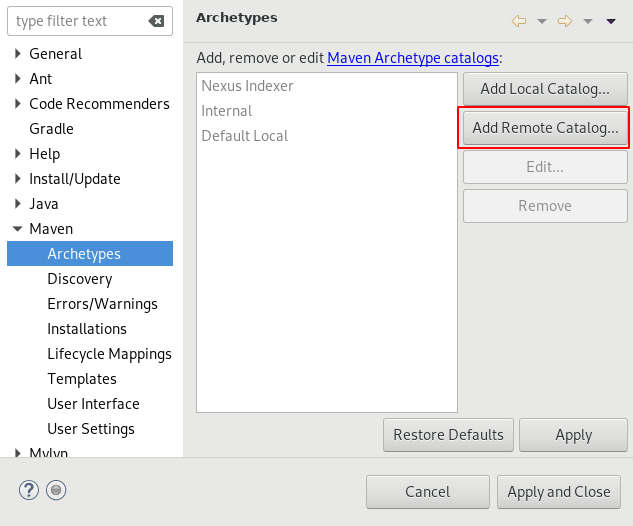 type filter text
General
Ant
Code Recommenders
Gradle
Help
Install/Update
Java
Maven
Archetypes
Discovery
Errors/Warnings
Installations
Lifecycle Mappings
Templates
User Interface
User Settings
Mylyn
Archetypes
Add, remove or edit Maven Archetype catalogs:
Nexus Indexer
Internal
Default Local
Add Local Catalog...
Add Remote Catalog...
Edit...
Remove
Restore Defaults
Apply
?
Cancel
Apply and Close